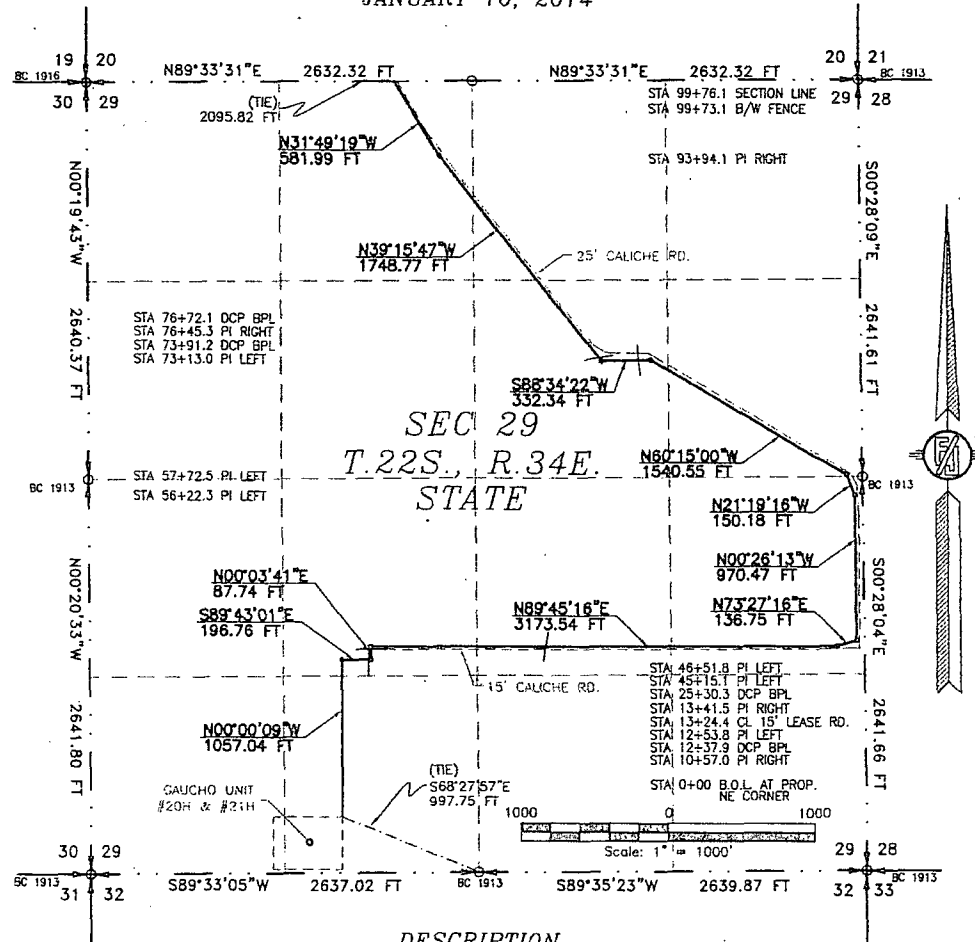 JANUARY 10, 2014
19 20
30 29
BC 1916
N89°33'31"E 2632.32 FT
N89°33'31"E 2632.32 FT
20 21
29 28
BC 1913
(TIE)
2095.82 FT
STA 99+76.1 SECTION LINE
STA 99+73.1 B/W FENCE
STA 93+94.1 PI RIGHT
N31°49'19"W
581.99 FT
N39°15'47"W
1748.77 FT
25' CALICHE RD.
N00°19'43"W 2640.37 FT
S00°28'09"E 2641.61 FT
STA 76+72.1 DCP BPL
STA 76+45.3 PI RIGHT
STA 73+91.2 DCP BPL
STA 73+13.0 PI LEFT
S88°34'22"W
332.34 FT
SEC 29
T.22S., R.34E.
STATE
N60°15'00"W
1540.55 FT
STA 57+72.5 PI LEFT
STA 56+22.3 PI LEFT
BC 1913
BC 1913
N21°19'16"W
150.18 FT
N00°26'13"W
970.47 FT
N00°03'41"E
87.74 FT
S89°43'01"E
196.76 FT
N89°45'16"E
3173.54 FT
N73°27'16"E
136.75 FT
N00°20'33"W 2641.80 FT
S00°28'04"E 2641.66 FT
15' CALICHE RD.
STA 46+51.8 PI LEFT
STA 45+15.1 PI LEFT
STA 25+30.3 DCP BPL
STA 13+41.5 PI RIGHT
STA 13+24.4 CL 15' LEASE RD.
STA 12+53.8 PI LEFT
STA 12+37.9 DCP BPL
STA 10+57.0 PI RIGHT
STA 0+00 B.O.L. AT PROP.
NE CORNER
N00°00'09"W
1057.04 FT
(TIE)
S68°27'57"E
997.75 FT
GAUCHO UNIT
#20H & #21H
1000 0 1000
Scale: 1" = 1000'
30 29
31 32
BC 1913
S89°33'05"W 2637.02 FT
BC 1913
S89°35'23"W 2639.87 FT
29 28
32 33
BC 1913
DESCRIPTION